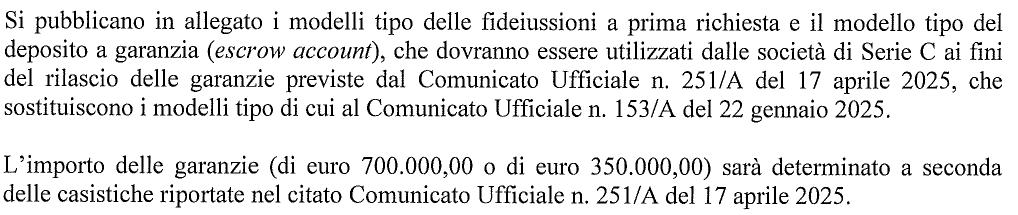 Si pubblicano in allegato i modelli tipo delle fideiussioni a prima richiesta e il modello tipo del
deposito a garanzia (escrow account), che dovranno essere utilizzati dalle società di Serie C ai fini
del rilascio delle garanzie previste dal Comunicato Ufficiale n. 251/A del 17 aprile 2025, che
sostituiscono i modelli tipo di cui al Comunicato Ufficiale n. 153/A del 22 gennaio 2025.
L’importo delle garanzie (di euro 700.000,00 o di euro 350.000,00) sarà determinato a seconda
delle casistiche riportate nel citato Comunicato Ufficiale n. 251/A del 17 aprile 2025.